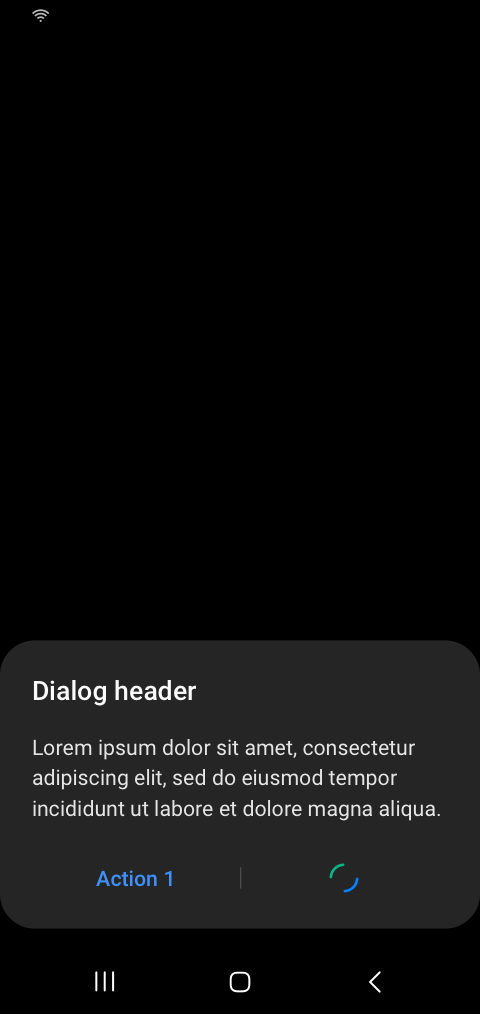 Dialog header
Lorem ipsum dolor sit amet, consectetur
adipiscing elit, sed do eiusmod tempor
incididunt ut labore et dolore magna aliqua.
Action 1